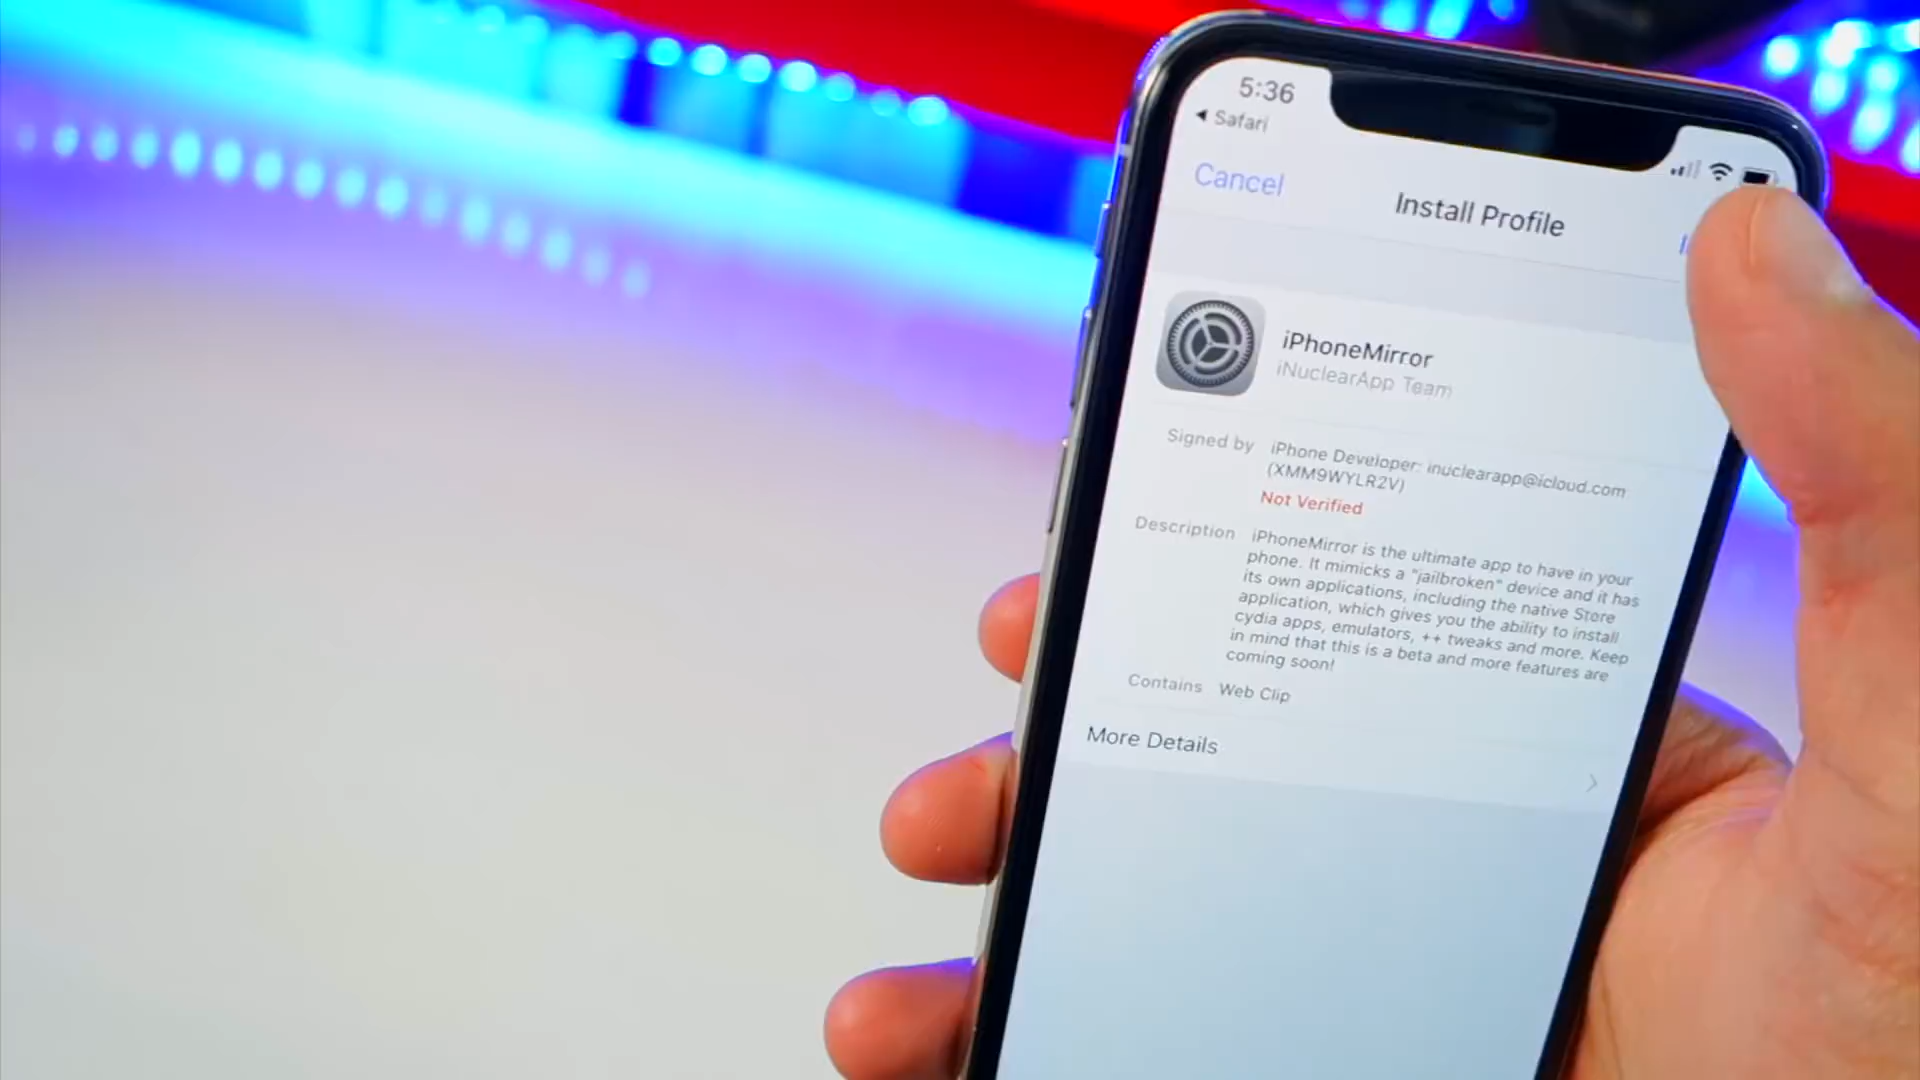 5:36
Safari
Cancel
Install Profile
iPhoneMirror
iNuclearApp Team
Signed by
iPhone Developer: inuclearapp@icloud.com
(XMM9WYLR2V)
Not Verified
Description
iPhoneMirror is the ultimate app to have in your
phone. It mimicks a "jailbroken" device and it has
its own applications, including the native Store
application, which gives you the ability to install
cydia apps, emulators, ++ tweaks and more. Keep
in mind that this is a beta and more features are
coming soon!
Contains
Web Clip
More Details